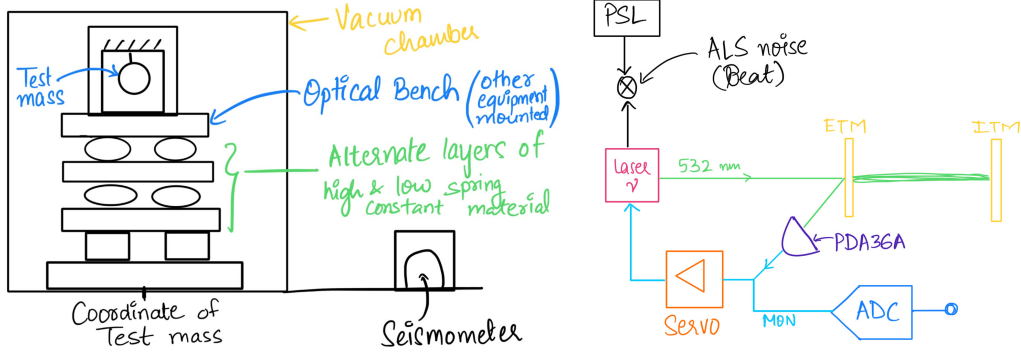 Vacuum
chamber
Test
mass
Optical Bench (other
equipment
mounted)
Alternate layers of
high & low spring
constant material
Coordinate of
Test mass
Seismometer
PSL
ALS noise
(Beat)
Laser
ν
532 nm
ETM
ITM
PDA36A
Servo
MON
ADC